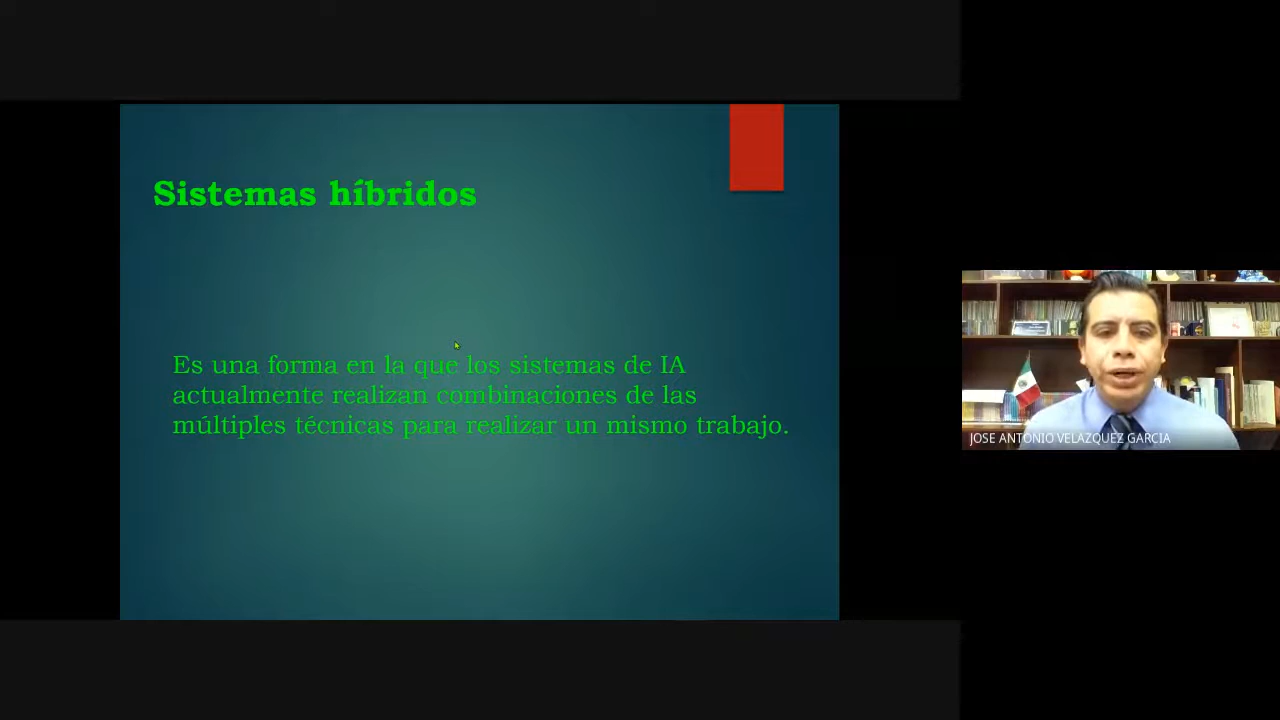 Sistemas híbridos
Es una forma en la que los sistemas de IA
actualmente realizan combinaciones de las
múltiples técnicas para realizar un mismo trabajo.
JOSE ANTONIO VELAZQUEZ GARCIA